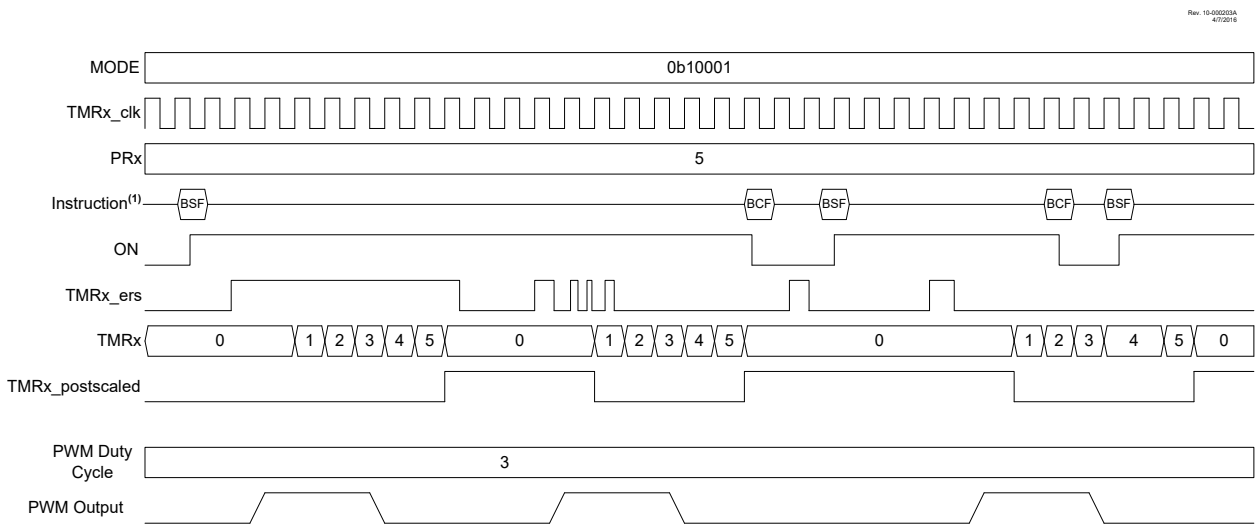 Rev. 10-000203A
4/7/2016
MODE 0b10001
TMRx_clk
PRx 5
Instruction(1) BSF BCF BSF BCF BSF
ON
TMRx_ers
TMRx 0 1 2 3 4 5 0 1 2 3 4 5 0 1 2 3 4 5 0
TMRx_postscaled
PWM Duty
Cycle 3
PWM Output